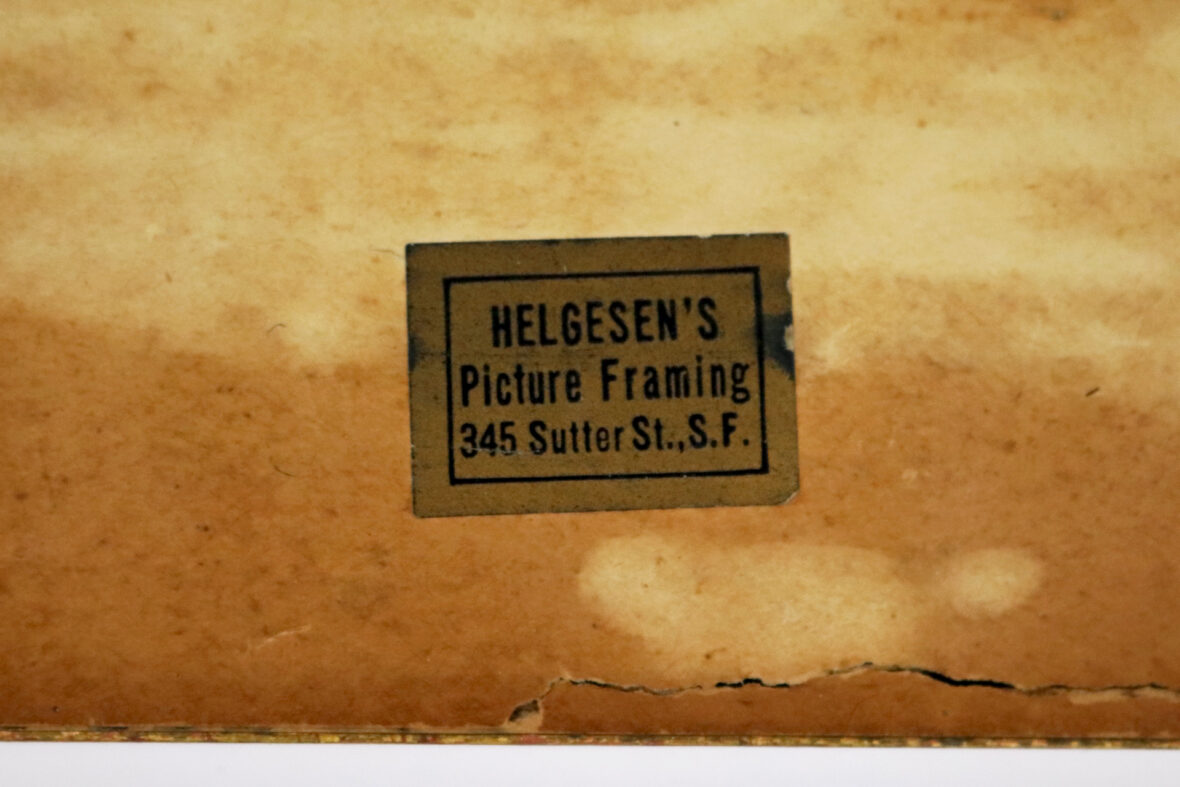 HELGESEN'S
Picture Framing
345 Sutter St., S.F.